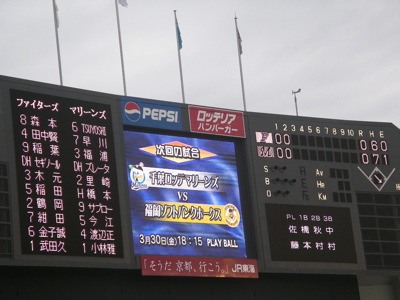 ファイターズ マリーンズ
8 森本 6 TSUYOSHI
4 田中賢 7 早川
9 稲葉 3 福浦
DH セギノール DH プレータ
3 木元 2 里崎
5 稲田 H 橋本
2 鶴岡 9 サブロー
7 紺田 5 今江
6 金子誠 4 渡辺正
1 武田久 1 小林雅
PEPSI
ロッテリア
ハンバーガー
次回の試合
千葉ロッテマリーンズ
VS
福岡ソフトバンクホークス
3月30日(金)18:15 PLAY BALL
「そうだ 京都、行こう。」 JR東海
1 2 3 4 5 6 7 8 9 10 R H E
F 00 060
00 071
S Av
B He
O
PL 1B 2B 3B
佐 橘 秋 中
藤 本 村 村